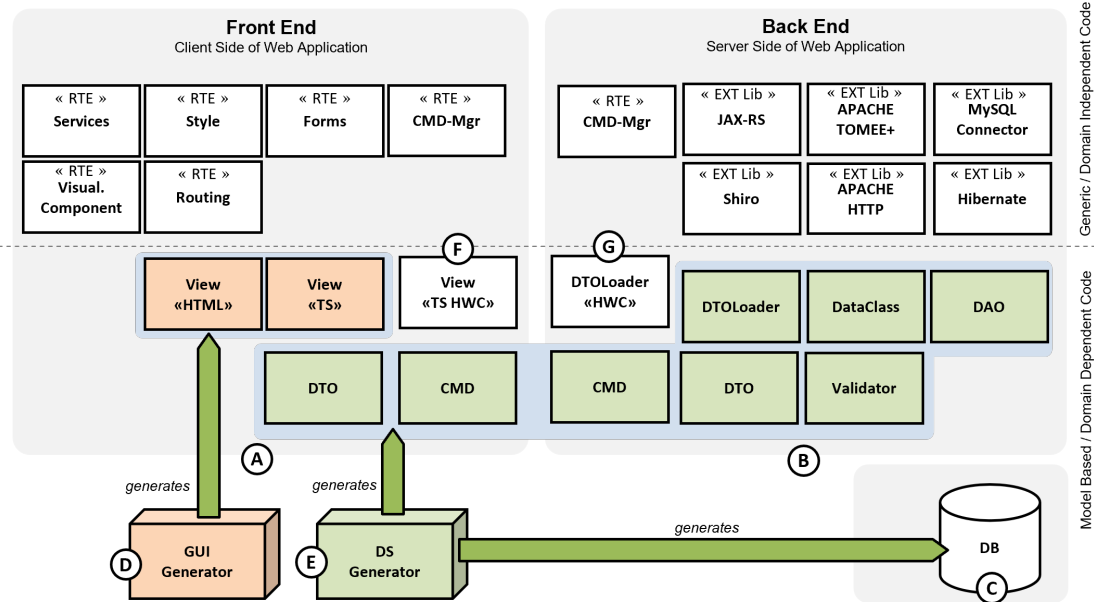 Front End
Client Side of Web Application
Back End
Server Side of Web Application
Generic / Domain Independent Code
« RTE »
Services
« RTE »
Style
« RTE »
Forms
« RTE »
CMD-Mgr
« RTE »
CMD-Mgr
« EXT Lib »
JAX-RS
« EXT Lib »
APACHE
TOMEE+
« EXT Lib »
MySQL
Connector
« RTE »
Visual.
Component
« RTE »
Routing
« EXT Lib »
Shiro
« EXT Lib »
APACHE
HTTP
« EXT Lib »
Hibernate
F
G
Model Based / Domain Dependent Code
View
«HTML»
View
«TS»
View
«TS HWC»
DTOLoader
«HWC»
DTOLoader
DataClass
DAO
DTO
CMD
CMD
DTO
Validator
A
B
generates
generates
generates
D
GUI
Generator
E
DS
Generator
DB
C